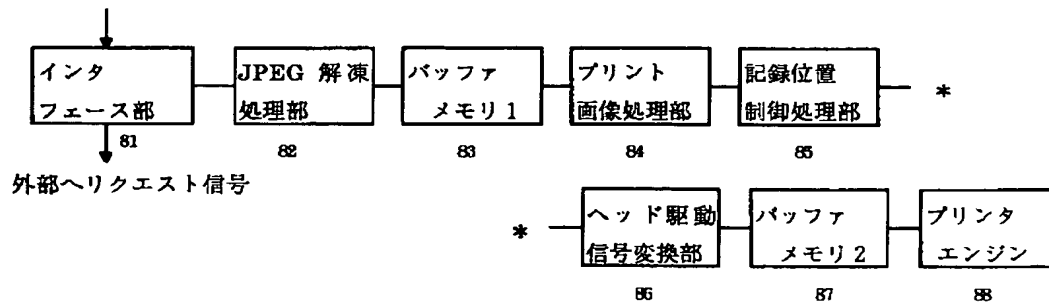 インタ
フェース部
81
外部へリクエスト信号
JPEG 解凍
処理部
82
バッファ
メモリ1
83
プリント
画像処理部
84
記録位置
制御処理部
85
*
*
ヘッド駆動
信号変換部
86
バッファ
メモリ2
87
プリンタ
エンジン
88